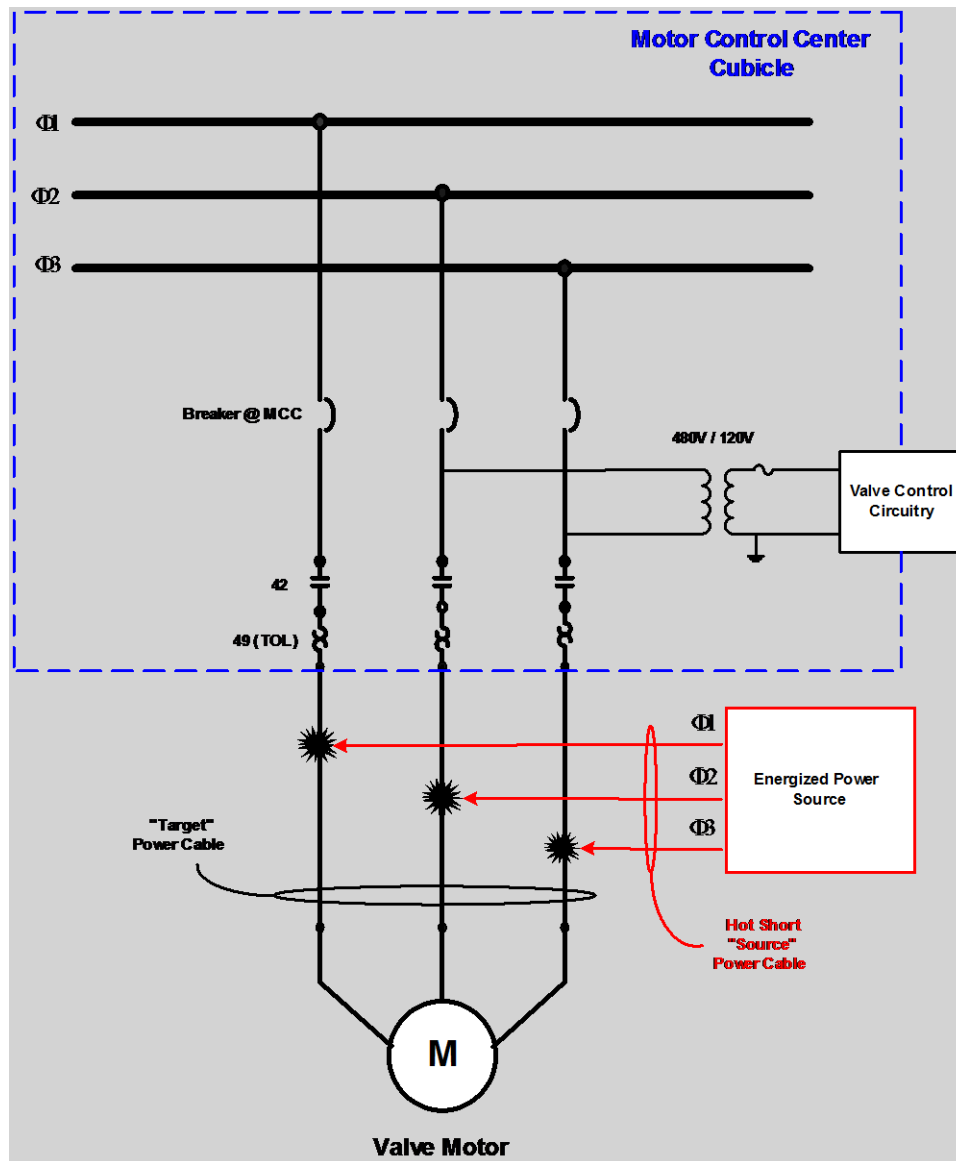 Motor Control Center
Cubicle
Φ1
Φ2
Φ3
Breaker @ MCC
480V / 120V
Valve Control
Circuitry
42
49 (TOL)
Φ1
Φ2
Φ3
Energized Power
Source
"Target"
Power Cable
Hot Short
"Source"
Power Cable
M
Valve Motor